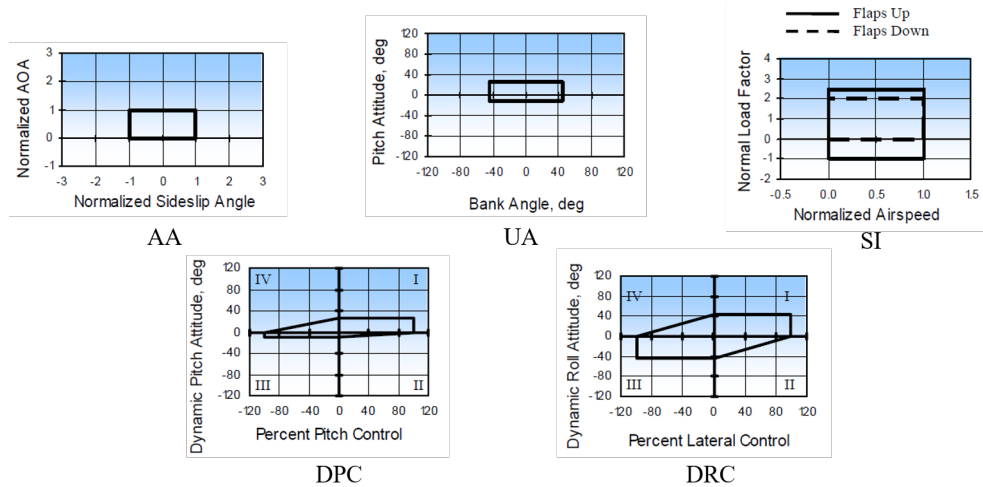 Flaps Up
Flaps Down
Normalized AOA
3
2
1
0
-1
-3 -2 -1 0 1 2 3
Normalized Sideslip Angle
AA
Pitch Attitude, deg
120
80
40
0
-40
-80
-120
-120 -80 -40 0 40 80 120
Bank Angle, deg
UA
Normal Load Factor
4
3
2
1
0
-1
-2
-0.5 0.0 0.5 1.0 1.5
Normalized Airspeed
SI
Dynamic Pitch Attitude, deg
120
80
40
0
-40
-80
-120
IV I
III II
-120 -80 -40 0 40 80 120
Percent Pitch Control
DPC
Dynamic Roll Attitude, deg
120
80
40
0
-40
-80
-120
IV I
III II
-120 -80 -40 0 40 80 120
Percent Lateral Control
DRC